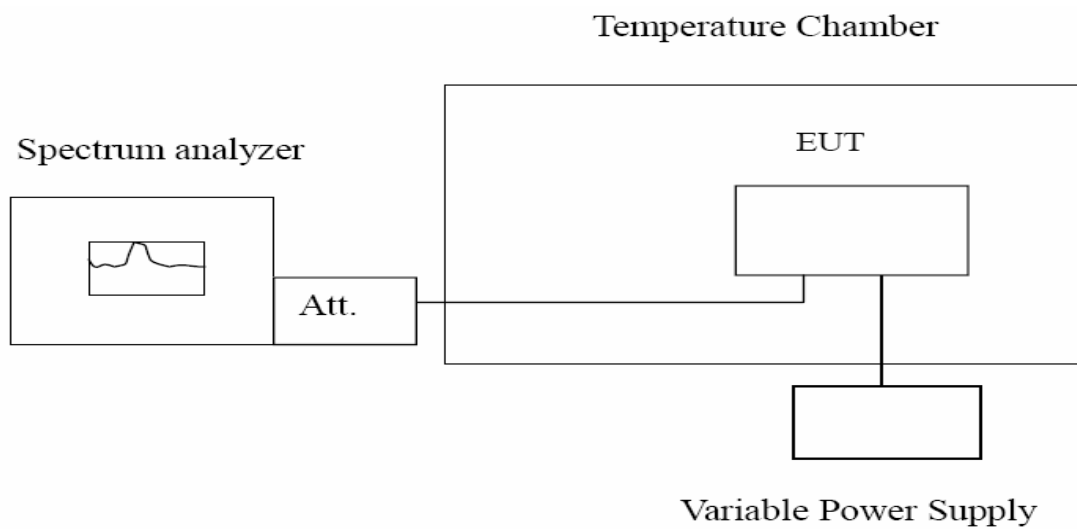 Temperature Chamber
Spectrum analyzer
EUT
Att.
Variable Power Supply